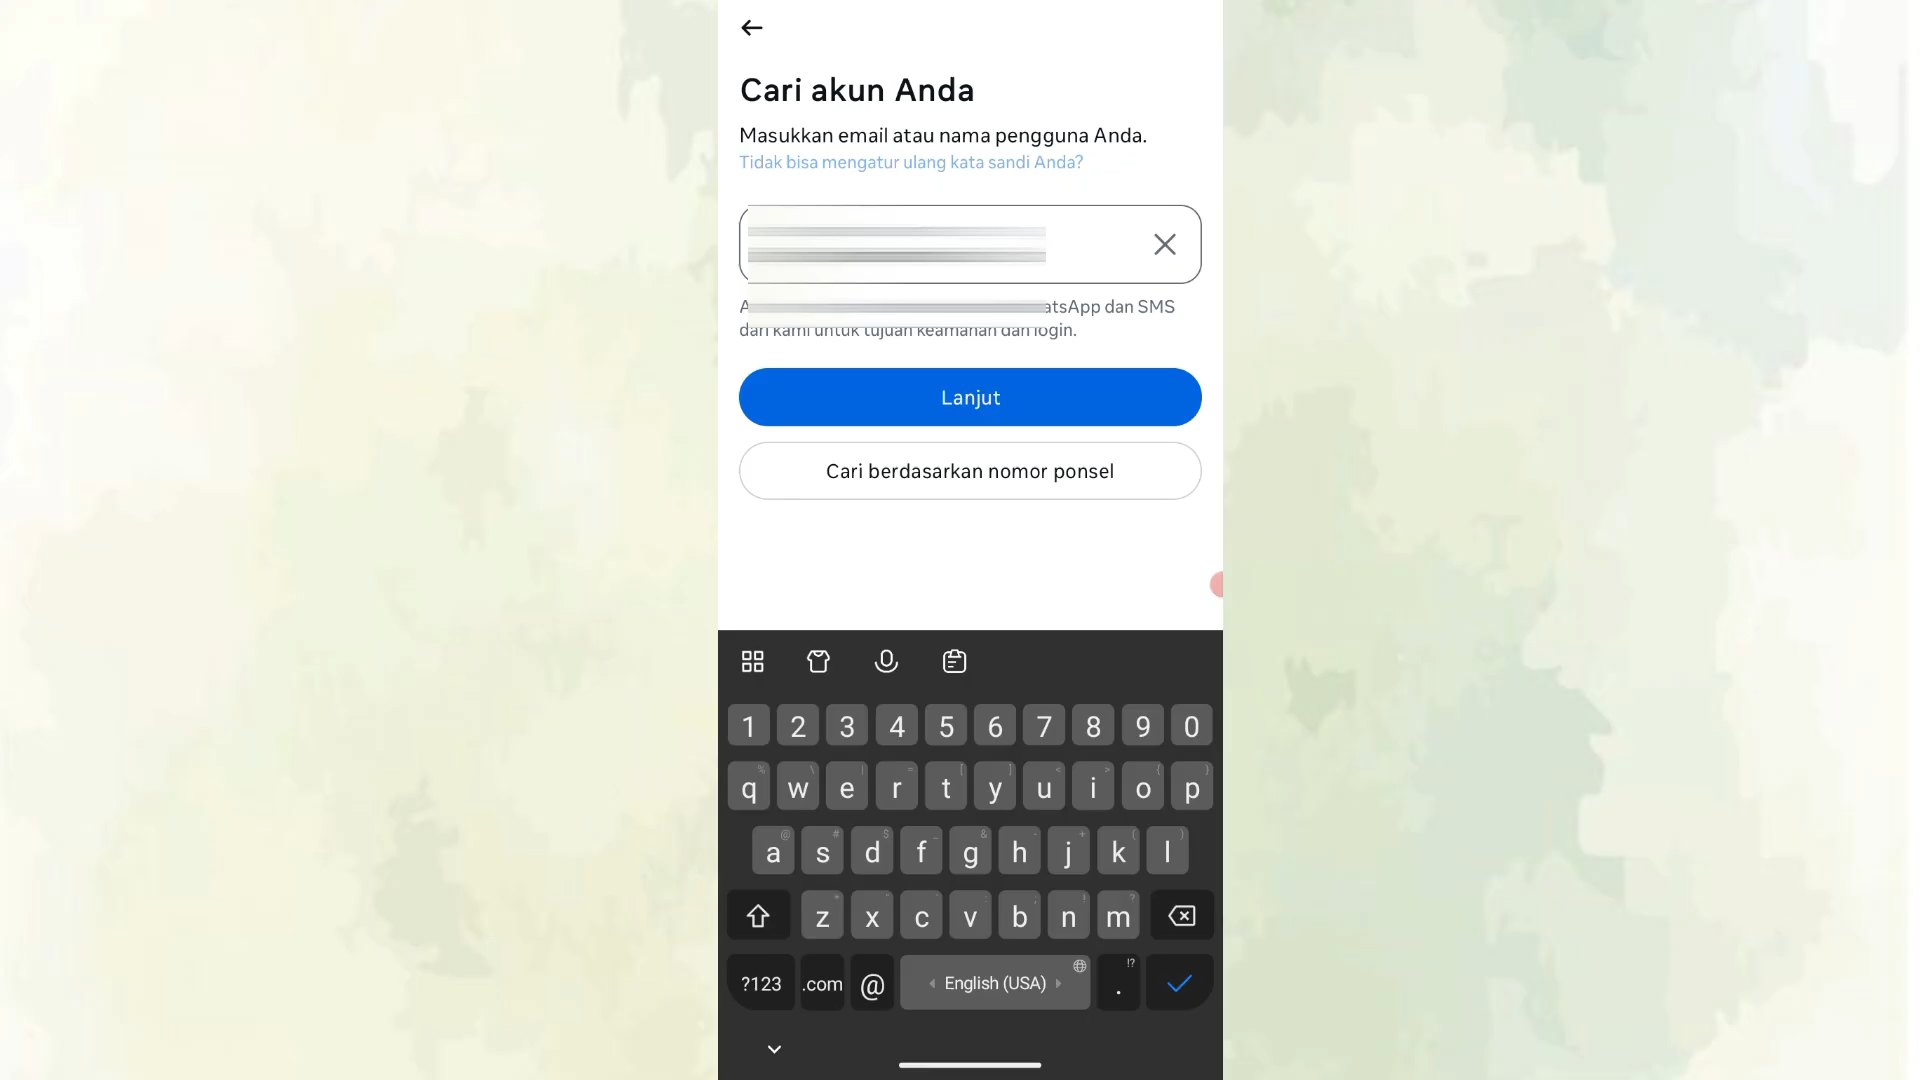 Cari akun Anda
Masukkan email atau nama pengguna Anda.
Tidak bisa mengatur ulang kata sandi Anda?
dan SMS
dari kami untuk tujuan keamanan dan login.
Lanjut
Cari berdasarkan nomor ponsel
1 2 3 4 5 6 7 8 9 0
q w e r t y u i o p
a s d f g h j k l
z x c v b n m
?123 .com @ English (USA) . !?